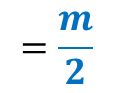 = m/2